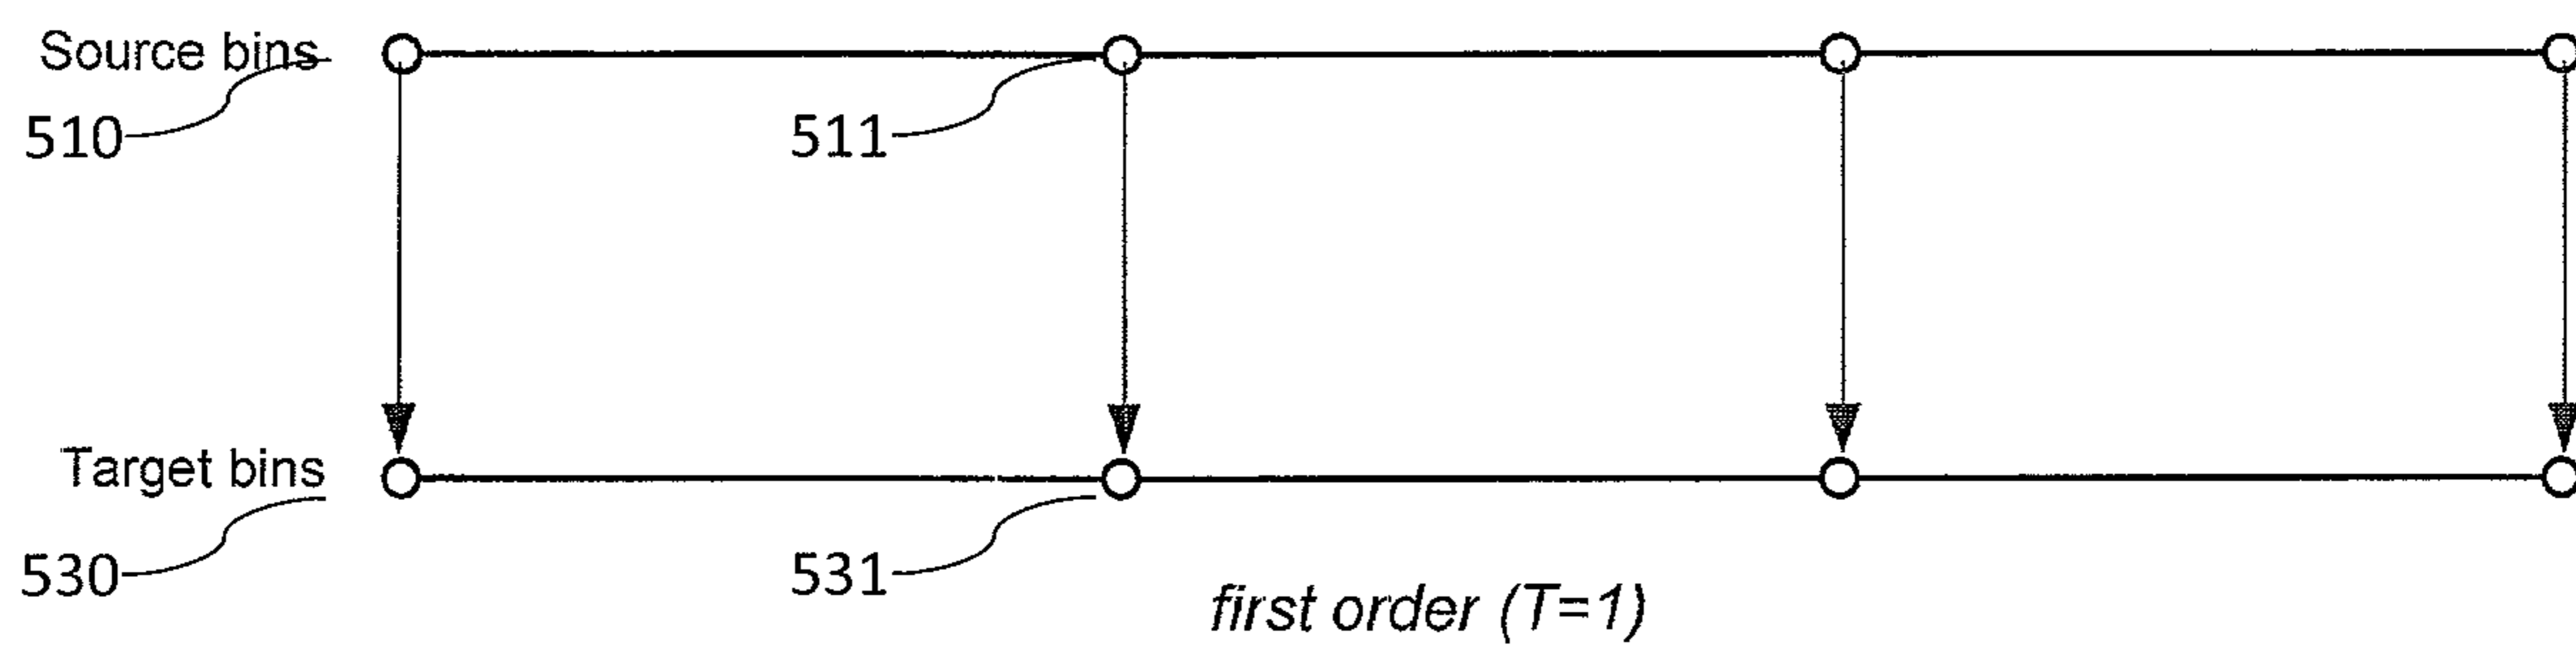 Source bins
510
511
Target bins
530
531
first order (T=1)